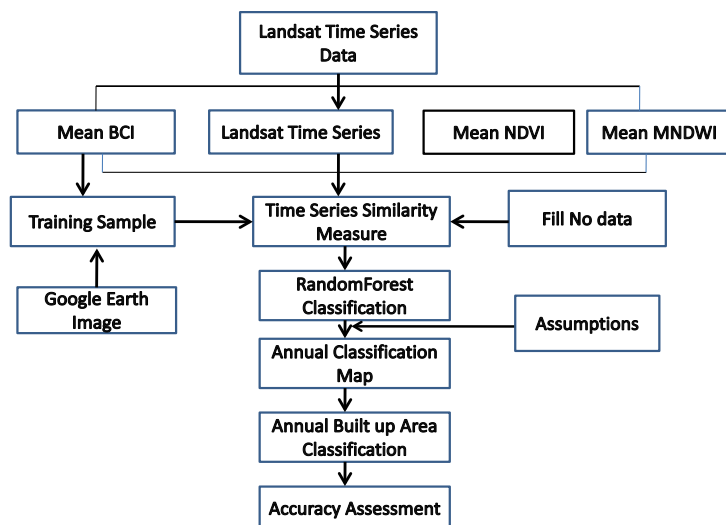 Landsat Time Series
Data
Mean BCI
Landsat Time Series
Mean NDVI
Mean MNDWI
Training Sample
Time Series Similarity
Measure
Fill No data
Google Earth
Image
RandomForest
Classification
Assumptions
Annual Classification
Map
Annual Built up Area
Classification
Accuracy Assessment